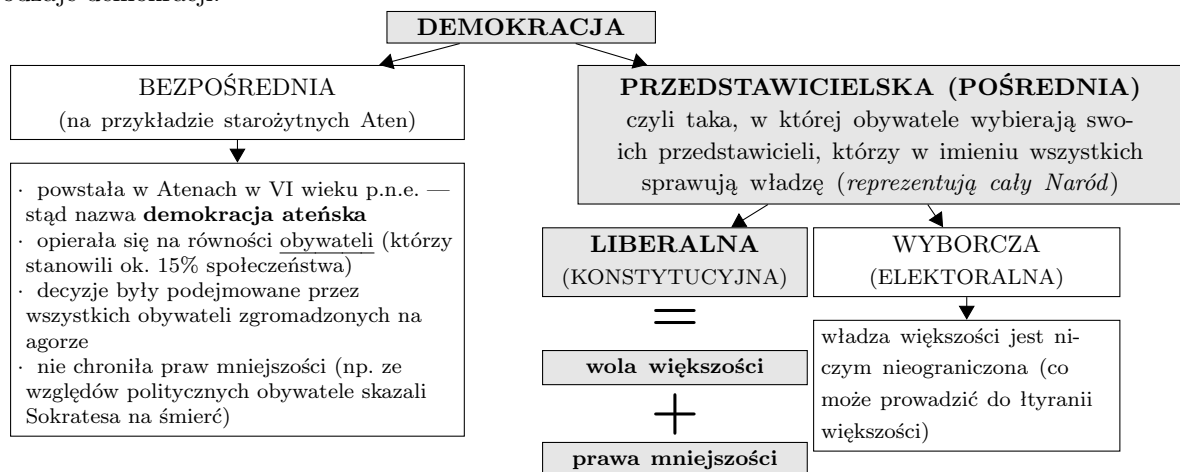 DEMOKRACJA
BEZPOŚREDNIA
(na przykładzie starożytnych Aten)
· powstała w Atenach w VI wieku p.n.e. —
stąd nazwa demokracja ateńska
· opierała się na równości obywateli (którzy
stanowili ok. 15% społeczeństwa)
· decyzje były podejmowane przez
wszystkich obywateli zgromadzonych na
agorze
· nie chroniła praw mniejszości (np. ze
względów politycznych obywatele skazali
Sokratesa na śmierć)
PRZEDSTAWICIELSKA (POŚREDNIA)
czyli taka, w której obywatele wybierają swo-
ich przedstawicieli, którzy w imieniu wszystkich
sprawują władzę (reprezentują cały Naród)
LIBERALNA
(KONSTYTUCYJNA)
=
wola większości
+
prawa mniejszości
WYBORCZA
(ELEKTORALNA)
władza większości jest ni-
czym nieograniczona (co
może prowadzić do łtyranii
większości)